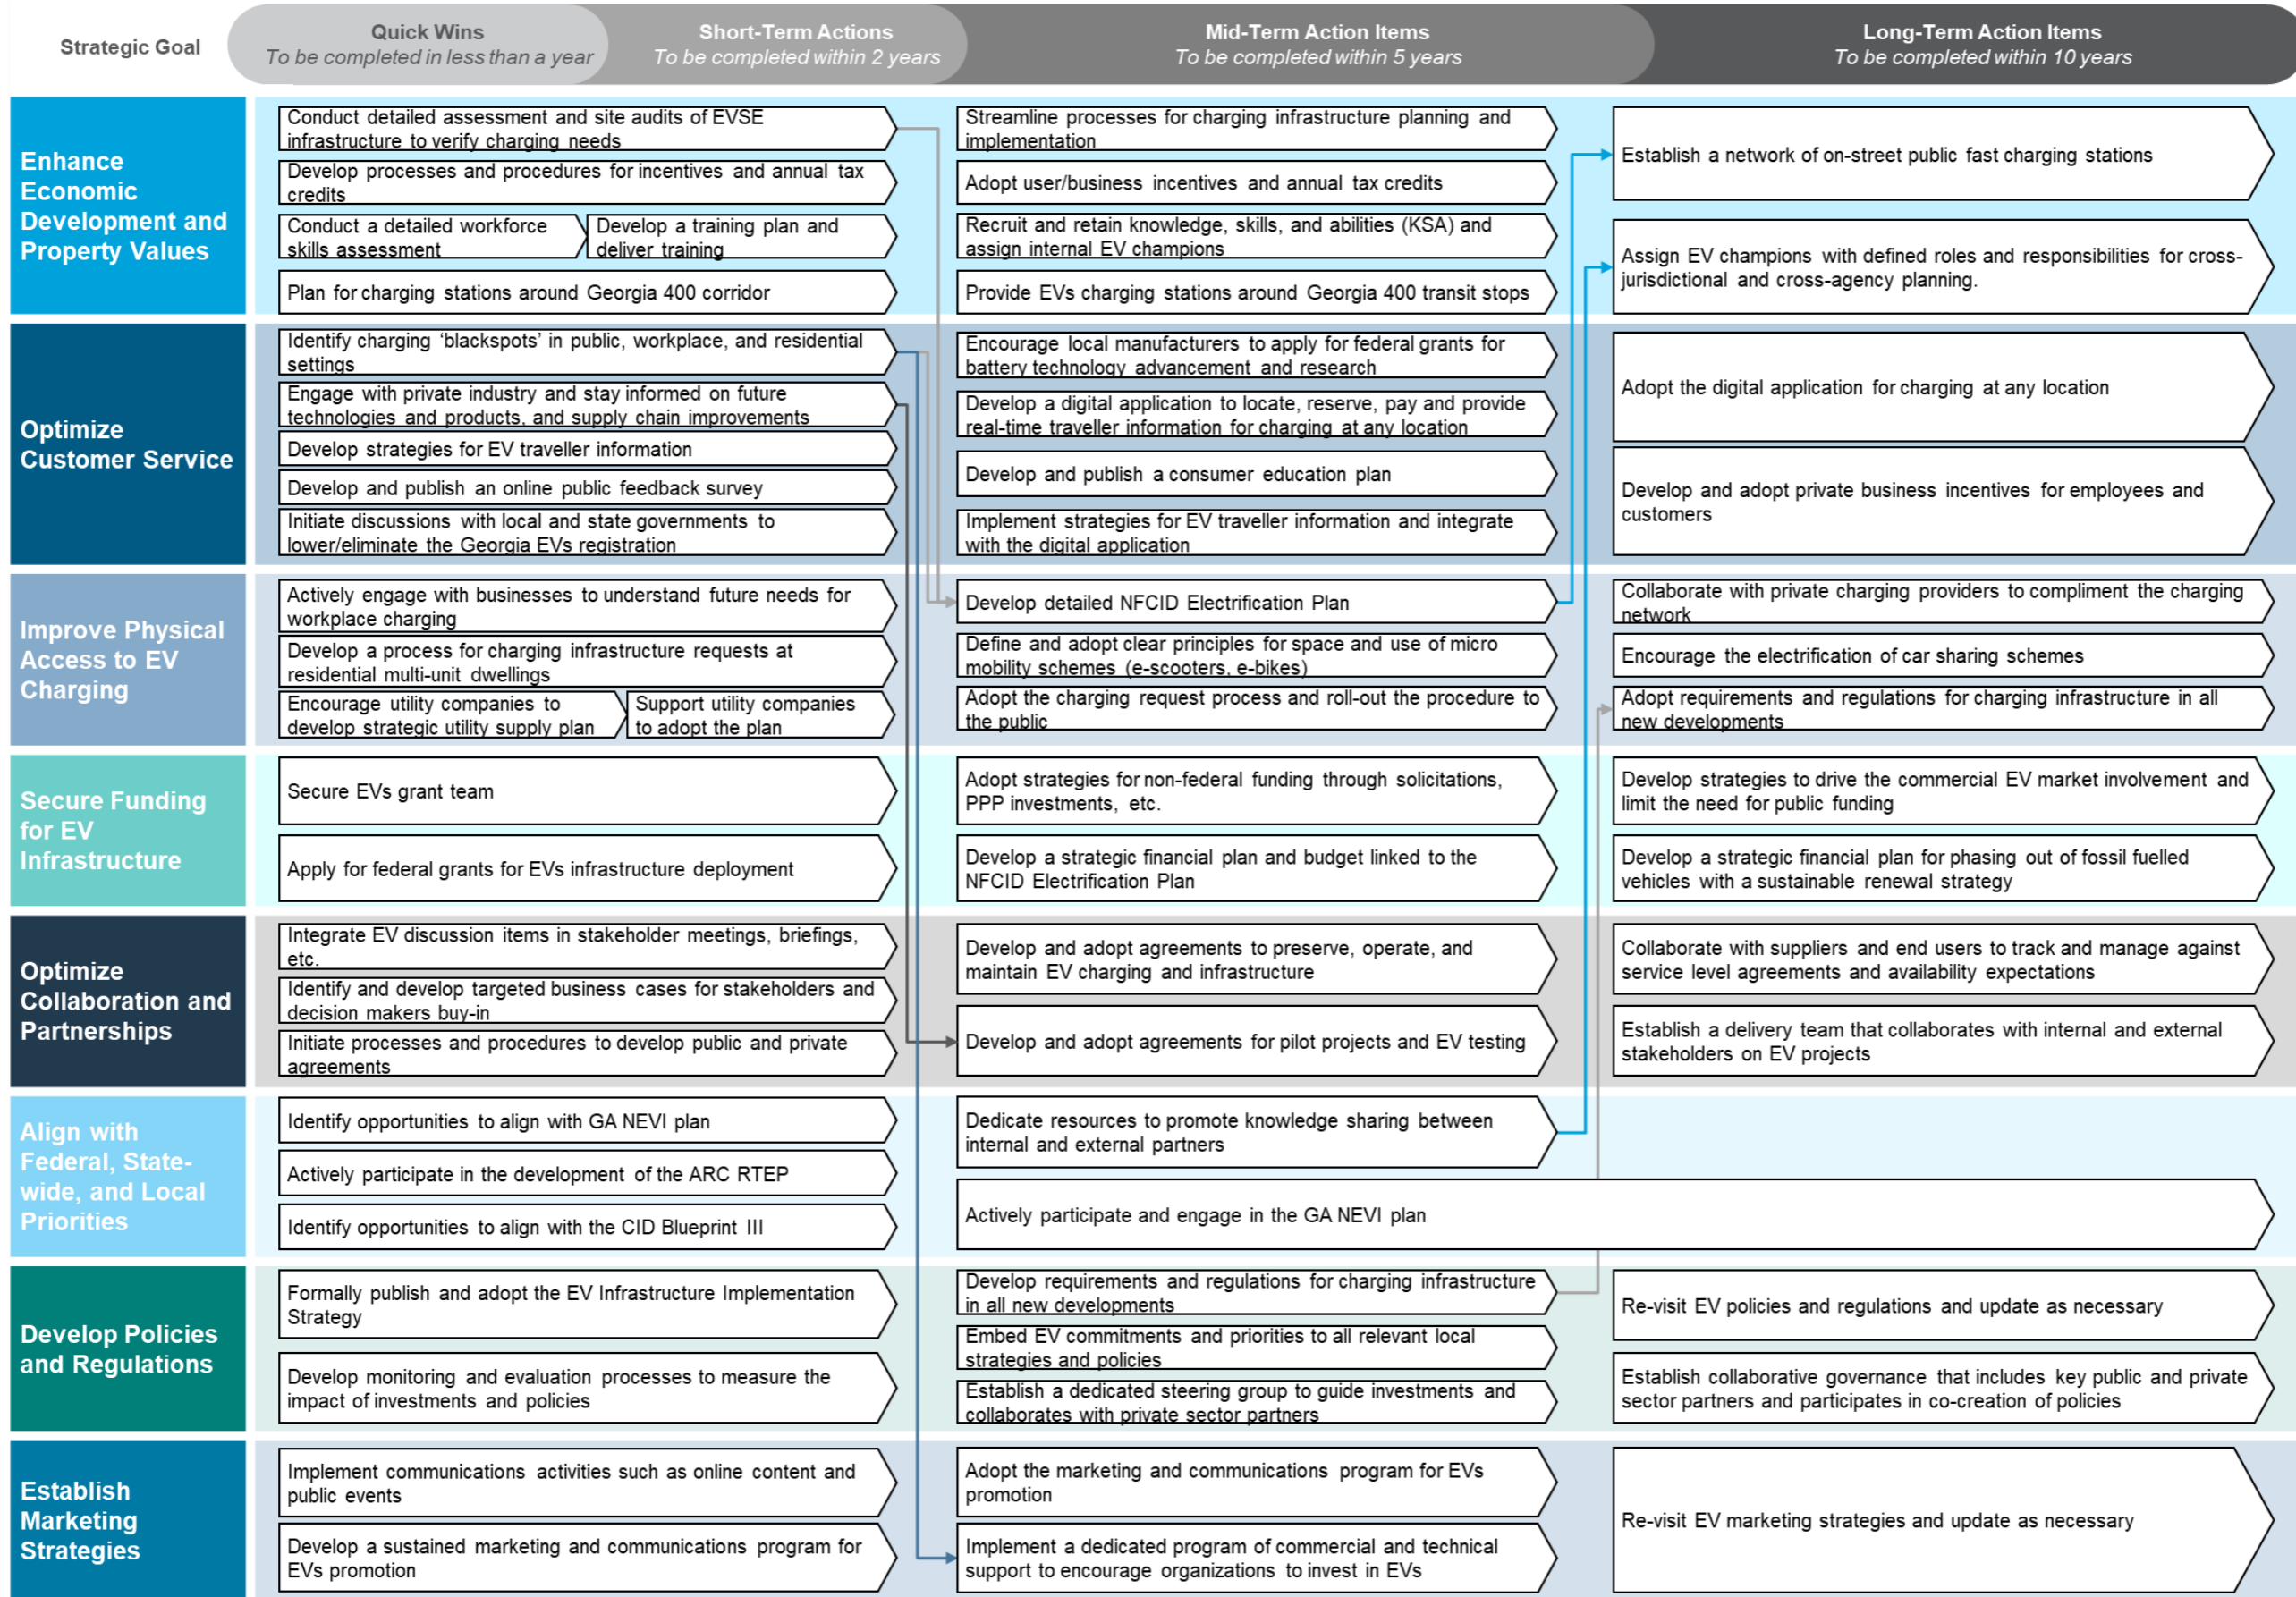 Strategic Goal
Quick Wins
To be completed in less than a year
Short-Term Actions
To be completed within 2 years
Mid-Term Action Items
To be completed within 5 years
Long-Term Action Items
To be completed within 10 years
Enhance
Economic
Development and
Property Values
Conduct detailed assessment and site audits of EVSE
infrastructure to verify charging needs
Develop processes and procedures for incentives and annual tax
credits
Conduct a detailed workforce
skills assessment
Develop a training plan and
deliver training
Plan for charging stations around Georgia 400 corridor
Streamline processes for charging infrastructure planning and
implementation
Adopt user/business incentives and annual tax credits
Recruit and retain knowledge, skills, and abilities (KSA) and
assign internal EV champions
Provide EVs charging stations around Georgia 400 transit stops
Establish a network of on-street public fast charging stations
Assign EV champions with defined roles and responsibilities for cross-
jurisdictional and cross-agency planning.
Optimize
Customer Service
Identify charging ‘blackspots’ in public, workplace, and residential
settings
Engage with private industry and stay informed on future
technologies and products, and supply chain improvements
Develop strategies for EV traveller information
Develop and publish an online public feedback survey
Initiate discussions with local and state governments to
lower/eliminate the Georgia EVs registration
Encourage local manufacturers to apply for federal grants for
battery technology advancement and research
Develop a digital application to locate, reserve, pay and provide
real-time traveller information for charging at any location
Develop and publish a consumer education plan
Implement strategies for EV traveller information and integrate
with the digital application
Adopt the digital application for charging at any location
Develop and adopt private business incentives for employees and
customers
Improve Physical
Access to EV
Charging
Actively engage with businesses to understand future needs for
workplace charging
Develop a process for charging infrastructure requests at
residential multi-unit dwellings
Encourage utility companies to
develop strategic utility supply plan
Support utility companies
to adopt the plan
Develop detailed NFCID Electrification Plan
Define and adopt clear principles for space and use of micro
mobility schemes (e-scooters, e-bikes)
Adopt the charging request process and roll-out the procedure to
the public
Collaborate with private charging providers to compliment the charging
network
Encourage the electrification of car sharing schemes
Adopt requirements and regulations for charging infrastructure in all
new developments
Secure Funding
for EV
Infrastructure
Secure EVs grant team
Apply for federal grants for EVs infrastructure deployment
Adopt strategies for non-federal funding through solicitations,
PPP investments, etc.
Develop a strategic financial plan and budget linked to the
NFCID Electrification Plan
Develop strategies to drive the commercial EV market involvement and
limit the need for public funding
Develop a strategic financial plan for phasing out of fossil fuelled
vehicles with a sustainable renewal strategy
Optimize
Collaboration and
Partnerships
Integrate EV discussion items in stakeholder meetings, briefings,
etc.
Identify and develop targeted business cases for stakeholders and
decision makers buy-in
Initiate processes and procedures to develop public and private
agreements
Develop and adopt agreements to preserve, operate, and
maintain EV charging and infrastructure
Develop and adopt agreements for pilot projects and EV testing
Collaborate with suppliers and end users to track and manage against
service level agreements and availability expectations
Establish a delivery team that collaborates with internal and external
stakeholders on EV projects
Align with
Federal, State-
wide, and Local
Priorities
Identify opportunities to align with GA NEVI plan
Actively participate in the development of the ARC RTEP
Identify opportunities to align with the CID Blueprint III
Dedicate resources to promote knowledge sharing between
internal and external partners
Actively participate and engage in the GA NEVI plan
Develop Policies
and Regulations
Formally publish and adopt the EV Infrastructure Implementation
Strategy
Develop monitoring and evaluation processes to measure the
impact of investments and policies
Develop requirements and regulations for charging infrastructure
in all new developments
Embed EV commitments and priorities to all relevant local
strategies and policies
Establish a dedicated steering group to guide investments and
collaborates with private sector partners
Re-visit EV policies and regulations and update as necessary
Establish collaborative governance that includes key public and private
sector partners and participates in co-creation of policies
Establish
Marketing
Strategies
Implement communications activities such as online content and
public events
Develop a sustained marketing and communications program for
EVs promotion
Adopt the marketing and communications program for EVs
promotion
Implement a dedicated program of commercial and technical
support to encourage organizations to invest in EVs
Re-visit EV marketing strategies and update as necessary